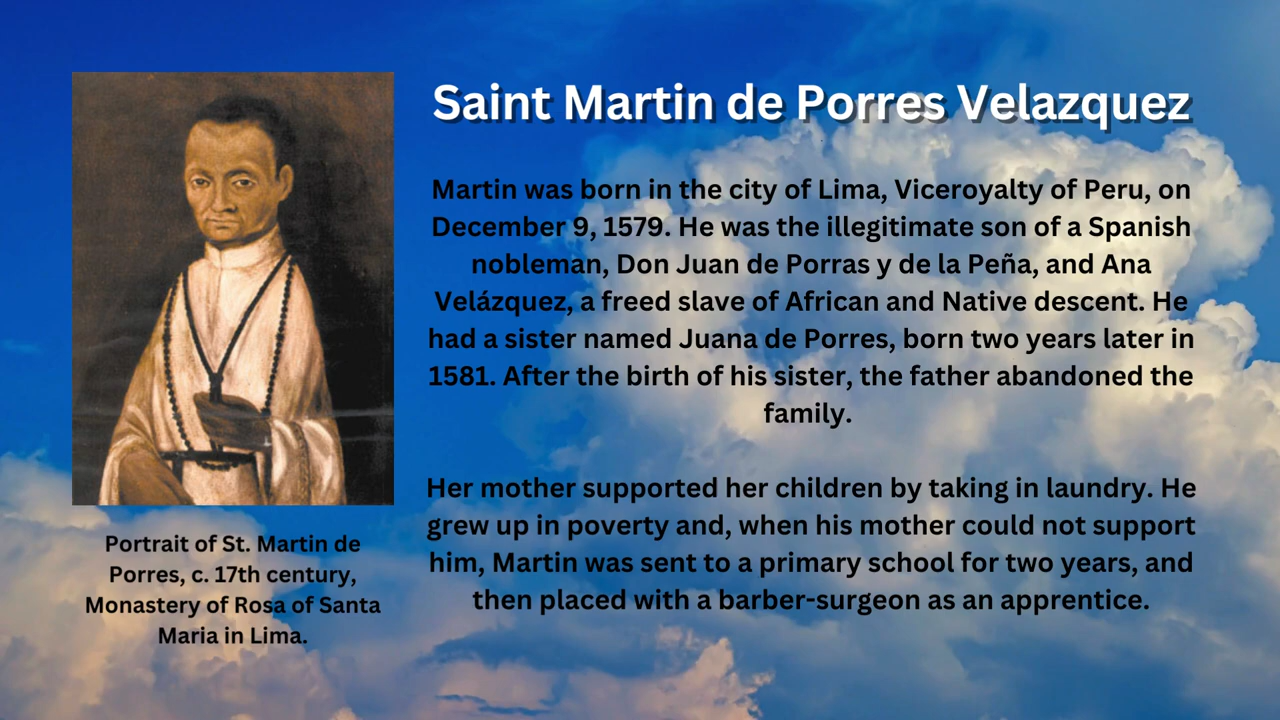 Saint Martin de Porres Velazquez
Martin was born in the city of Lima, Viceroyalty of Peru, on
December 9, 1579. He was the illegitimate son of a Spanish
nobleman, Don Juan de Porras y de la Peña, and Ana
Velázquez, a freed slave of African and Native descent. He
had a sister named Juana de Porres, born two years later in
1581. After the birth of his sister, the father abandoned the
family.
Her mother supported her children by taking in laundry. He
grew up in poverty and, when his mother could not support
him, Martin was sent to a primary school for two years, and
then placed with a barber-surgeon as an apprentice.
Portrait of St. Martin de
Porres, c. 17th century,
Monastery of Rosa of Santa
Maria in Lima.